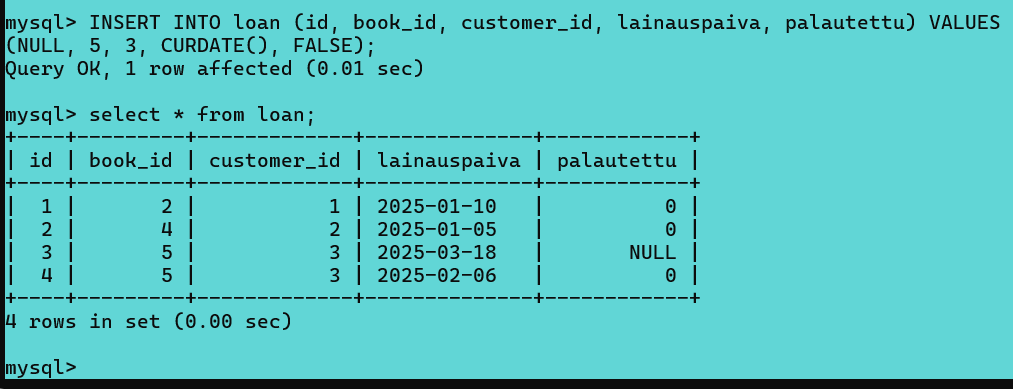 mysql> INSERT INTO loan (id, book_id, customer_id, lainauspaiva, palautettu) VALUES
(NULL, 5, 3, CURDATE(), FALSE);
Query OK, 1 row affected (0.01 sec)

mysql> select * from loan;
+----+---------+-------------+--------------+------------+
| id | book_id | customer_id | lainauspaiva | palautettu |
+----+---------+-------------+--------------+------------+
|  1 |       2 |           1 | 2025-01-10   |          0 |
|  2 |       4 |           2 | 2025-01-05   |          0 |
|  3 |       5 |           3 | 2025-03-18   |       NULL |
|  4 |       5 |           3 | 2025-02-06   |          0 |
+----+---------+-------------+--------------+------------+
4 rows in set (0.00 sec)

mysql>